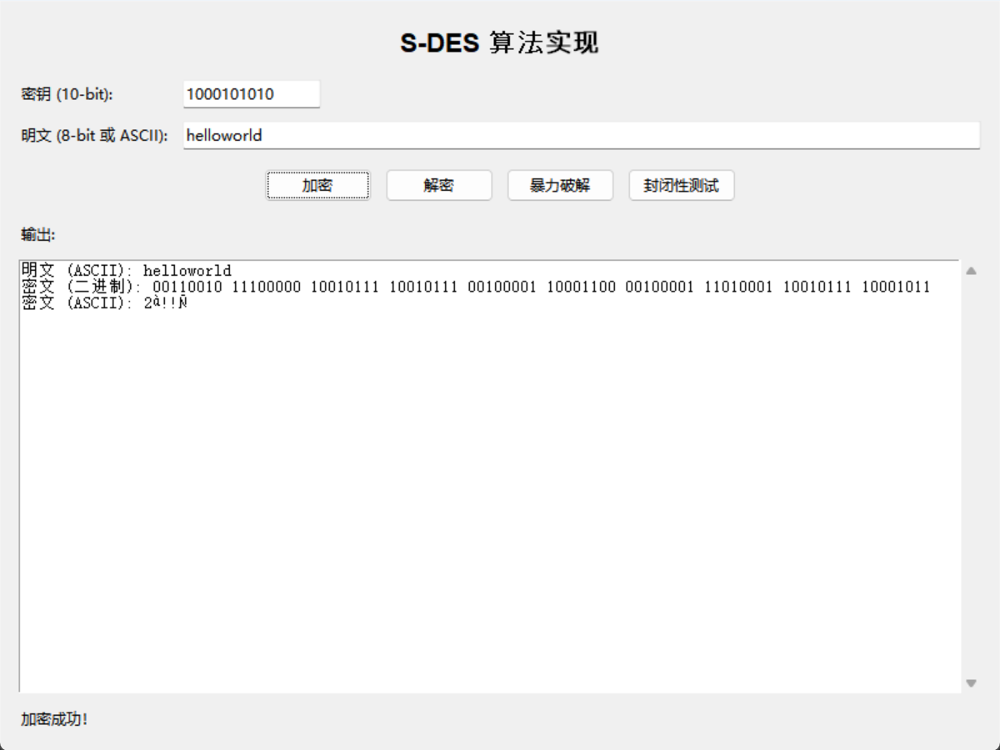 S-DES 算法实现
密钥 (10-bit): 1000101010
明文 (8-bit 或 ASCII): helloworld
加密 解密 暴力破解 封闭性测试
输出:
明文 (ASCII): helloworld
密文 (二进制): 00110010 11100000 10010111 10010111 00100001 10001100 00100001 11010001 10010111 10001011
密文 (ASCII): 2à!!Ñ
加密成功!